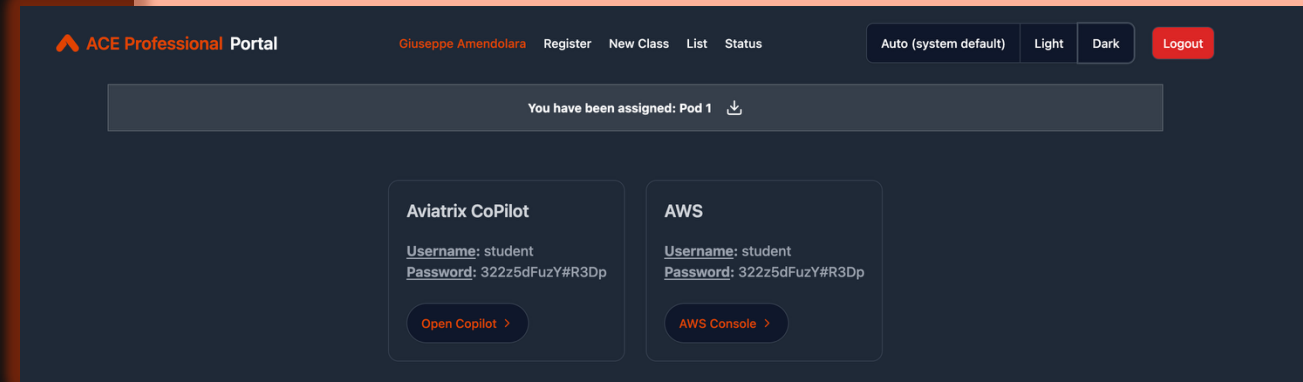 ACE Professional Portal
Giuseppe Amendolara Register New Class List Status
Auto (system default) Light Dark
Logout
You have been assigned: Pod 1
Aviatrix CoPilot
Username: student
Password: 322z5dFuzY#R3Dp
Open Copilot >
AWS
Username: student
Password: 322z5dFuzY#R3Dp
AWS Console >